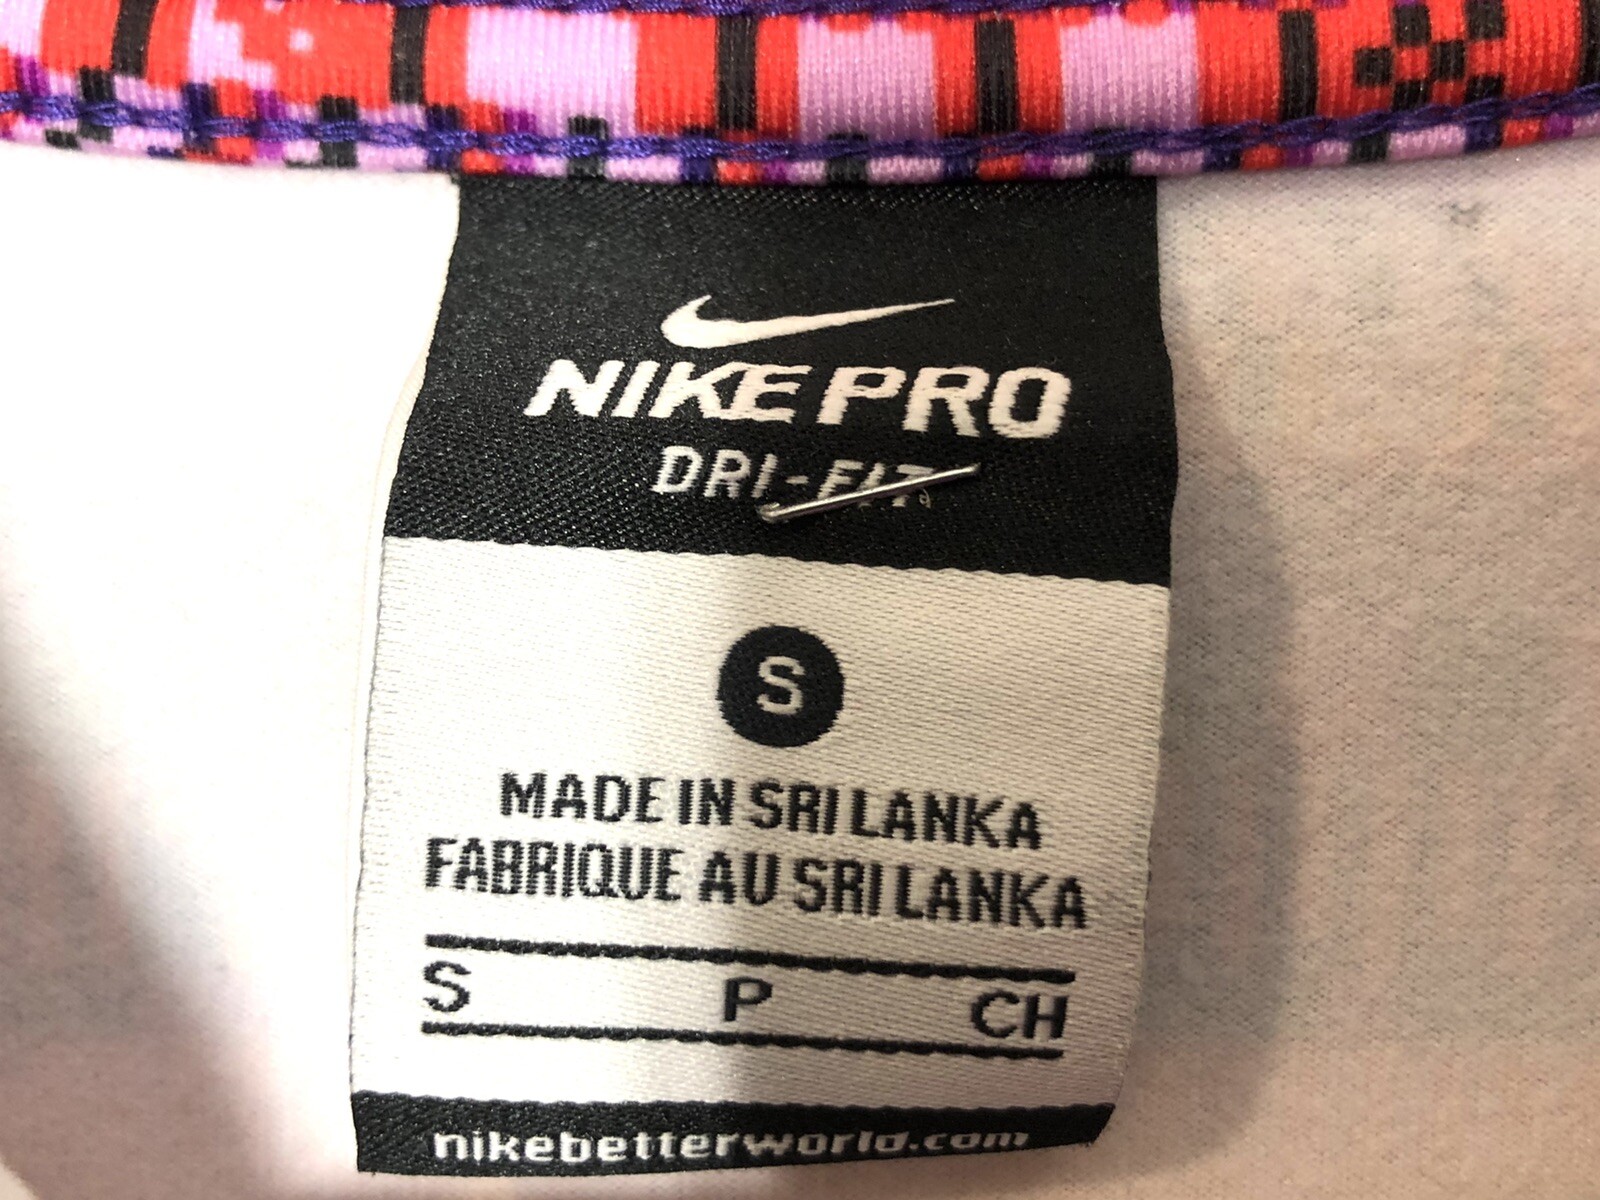 NIKE PRO
DRI-FIT
S
MADE IN SRI LANKA
FABRIQUE AU SRI LANKA
S P CH
nikebetterworld.com